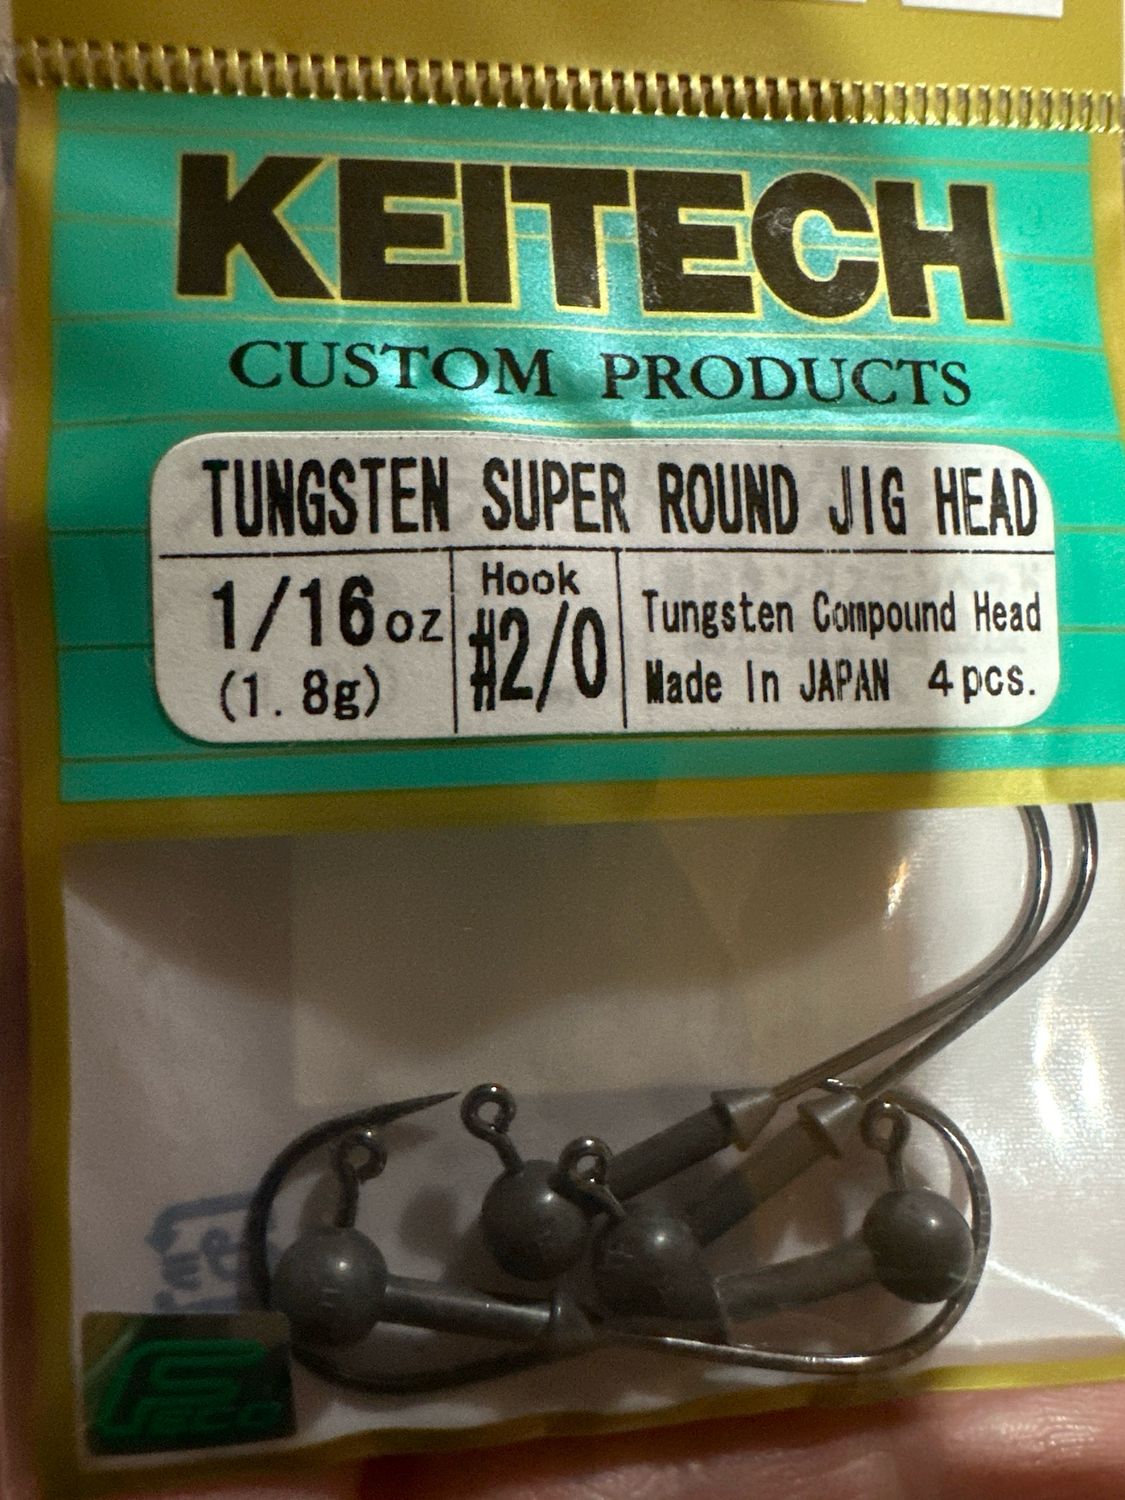 KEITECH
CUSTOM PRODUCTS
TUNGSTEN SUPER ROUND JIG HEAD
1/16oz
(1.8g)
Hook
#2/0
Tungsten Compound Head
Made In JAPAN 4pcs.